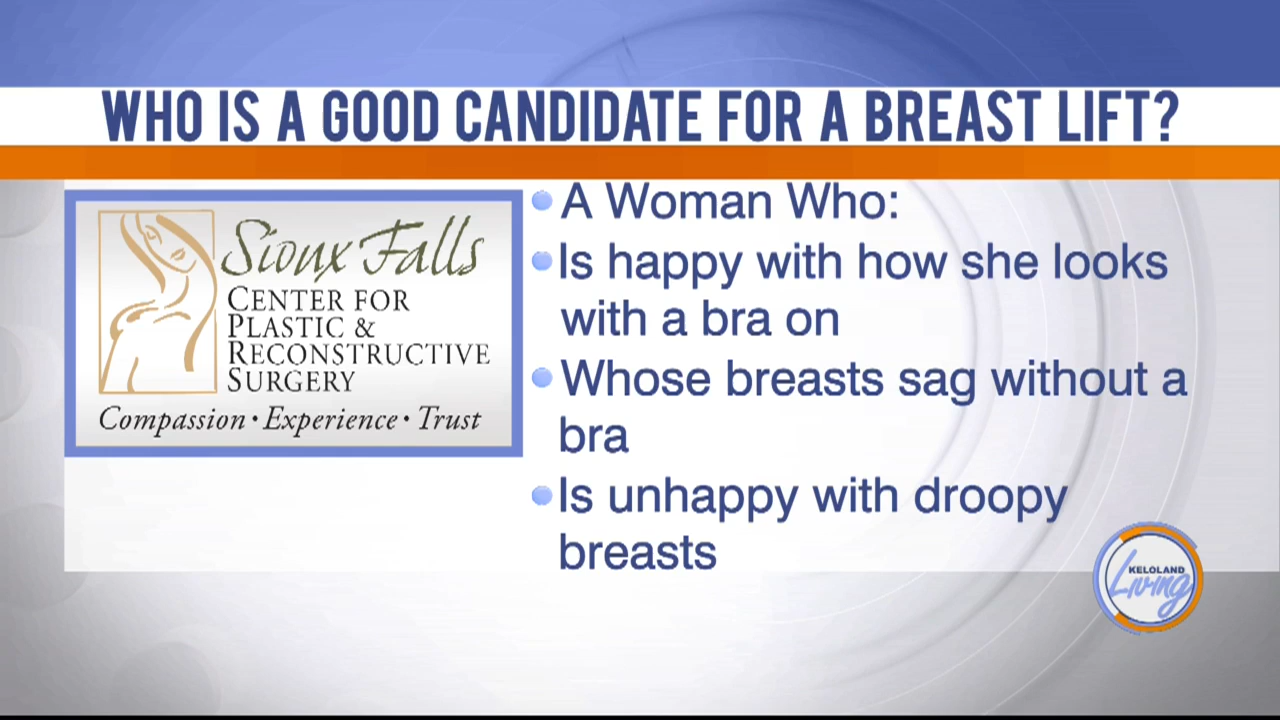 WHO IS A GOOD CANDIDATE FOR A BREAST LIFT?
Sioux Falls
CENTER FOR
PLASTIC &
RECONSTRUCTIVE
SURGERY
Compassion · Experience · Trust
A Woman Who:
Is happy with how she looks
with a bra on
Whose breasts sag without a
bra
Is unhappy with droopy
breasts
KELOLAND
Living